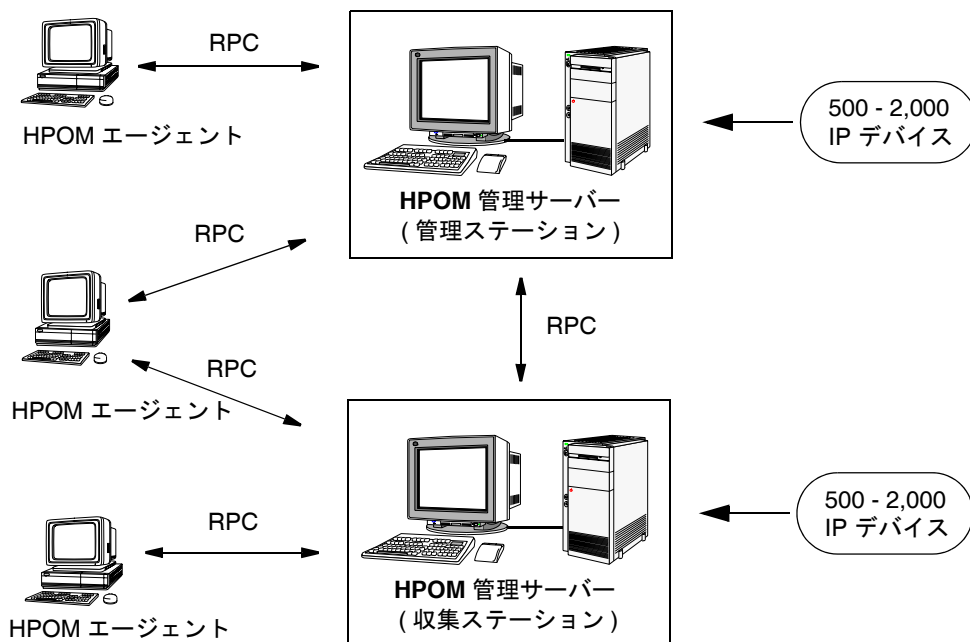 RPC
HPOM エージェント
HPOM 管理サーバー
( 管理ステーション )
500 - 2,000
IP デバイス
RPC
HPOM エージェント
RPC
RPC
HPOM 管理サーバー
( 収集ステーション )
500 - 2,000
IP デバイス
RPC
HPOM エージェント